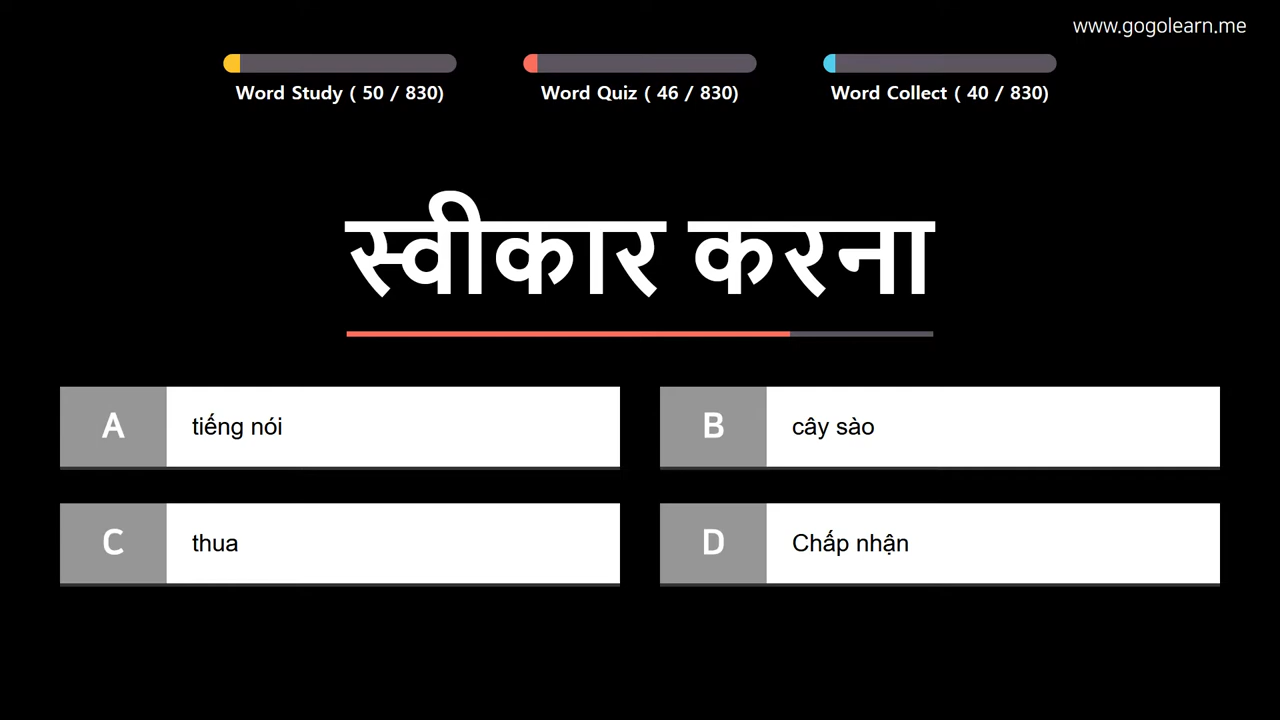 www.gogolearn.me
Word Study ( 50 / 830)
Word Quiz ( 46 / 830)
Word Collect ( 40 / 830)
स्वीकार करना
A
tiếng nói
B
cây sào
C
thua
D
Chấp nhận